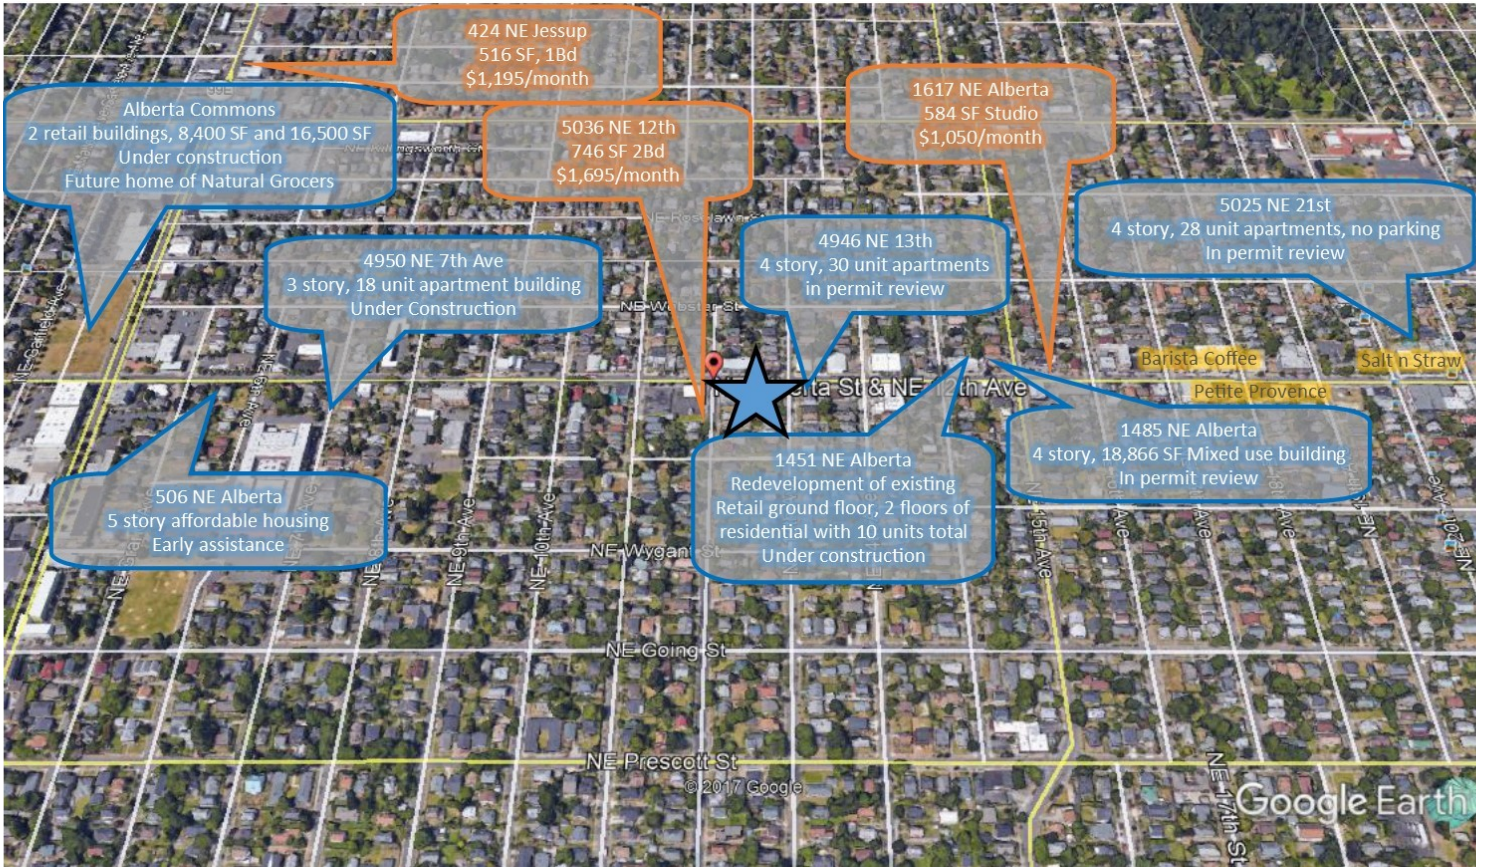 424 NE Jessup
516 SF, 1Bd
$1,195/month
Alberta Commons
2 retail buildings, 8,400 SF and 16,500 SF
Under construction
Future home of Natural Grocers
5036 NE 12th
746 SF 2Bd
$1,695/month
1617 NE Alberta
584 SF Studio
$1,050/month
5025 NE 21st
4 story, 28 unit apartments, no parking
In permit review
4946 NE 13th
4 story, 30 unit apartments
in permit review
4950 NE 7th Ave
3 story, 18 unit apartment building
Under Construction
99E
NE Killingsworth
NE Webster St
NE Garfield Ave
Barista Coffee
Salt n Straw
Petite Provence
St & NE 12th Ave
1485 NE Alberta
4 story, 18,866 SF Mixed use building
In permit review
1451 NE Alberta
Redevelopment of existing
Retail ground floor, 2 floors of
residential with 10 units total
Under construction
506 NE Alberta
5 story affordable housing
Early assistance
NE 9th Ave
NE 10th Ave
NE 15th Ave
NE Wygant St
NE Going St
NE Prescott St
© 2017 Google
NE 17th St
Google Earth